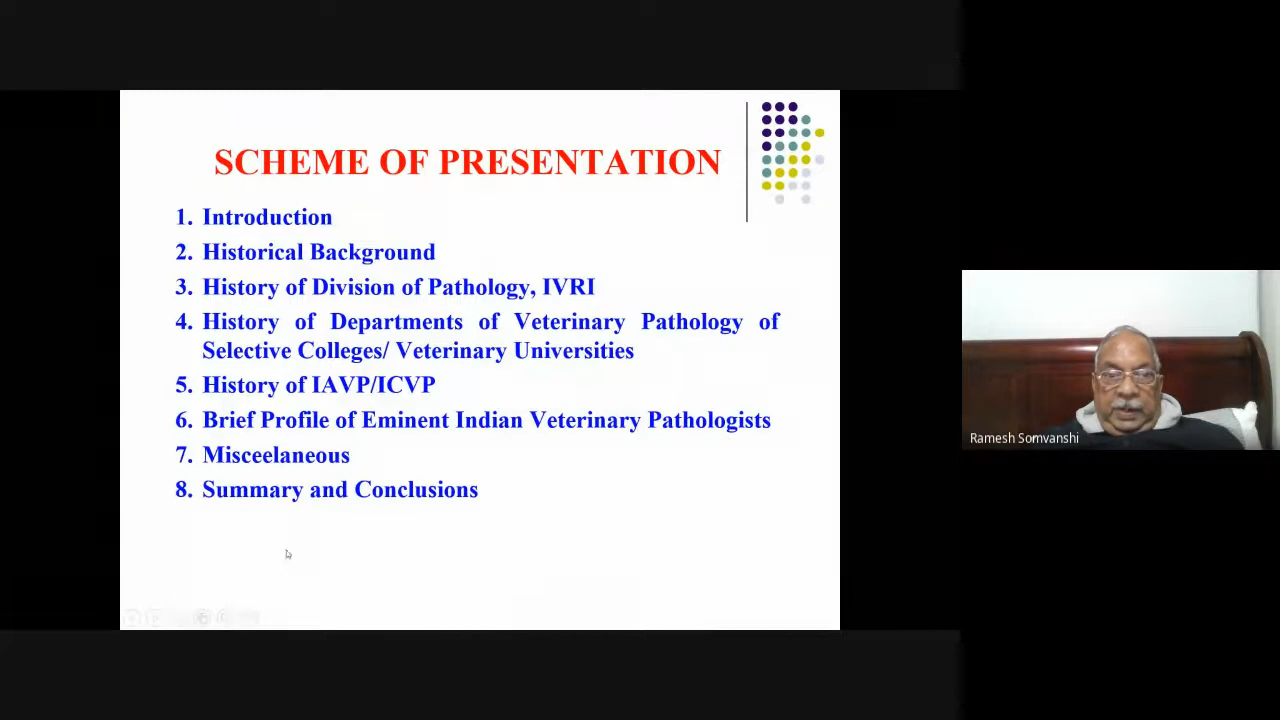 SCHEME OF PRESENTATION
1. Introduction
2. Historical Background
3. History of Division of Pathology, IVRI
4. History of Departments of Veterinary Pathology of
Selective Colleges/ Veterinary Universities
5. History of IAVP/ICVP
6. Brief Profile of Eminent Indian Veterinary Pathologists
7. Misceelaneous
8. Summary and Conclusions
Ramesh Somvanshi